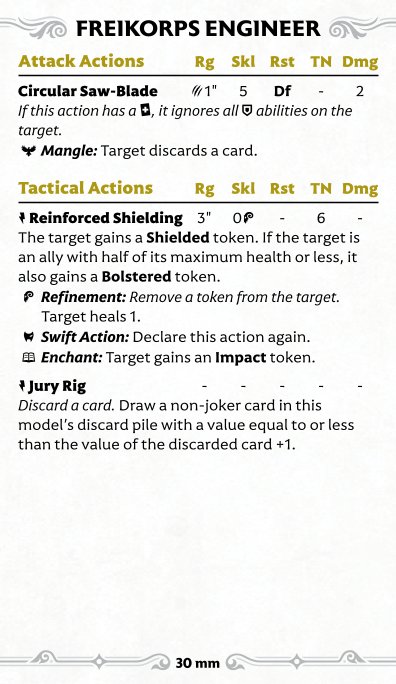 FREIKORPS ENGINEER
Attack Actions Rg Skl Rst TN Dmg
Circular Saw-Blade 1" 5 Df - 2
If this action has a , it ignores all abilities on the
target.
Mangle: Target discards a card.
Tactical Actions Rg Skl Rst TN Dmg
Reinforced Shielding 3" 0 - 6 -
The target gains a Shielded token. If the target is
an ally with half of its maximum health or less, it
also gains a Bolstered token.
Refinement: Remove a token from the target.
Target heals 1.
Swift Action: Declare this action again.
Enchant: Target gains an Impact token.
Jury Rig - - - - -
Discard a card. Draw a non-joker card in this
model's discard pile with a value equal to or less
than the value of the discarded card +1.
30 mm